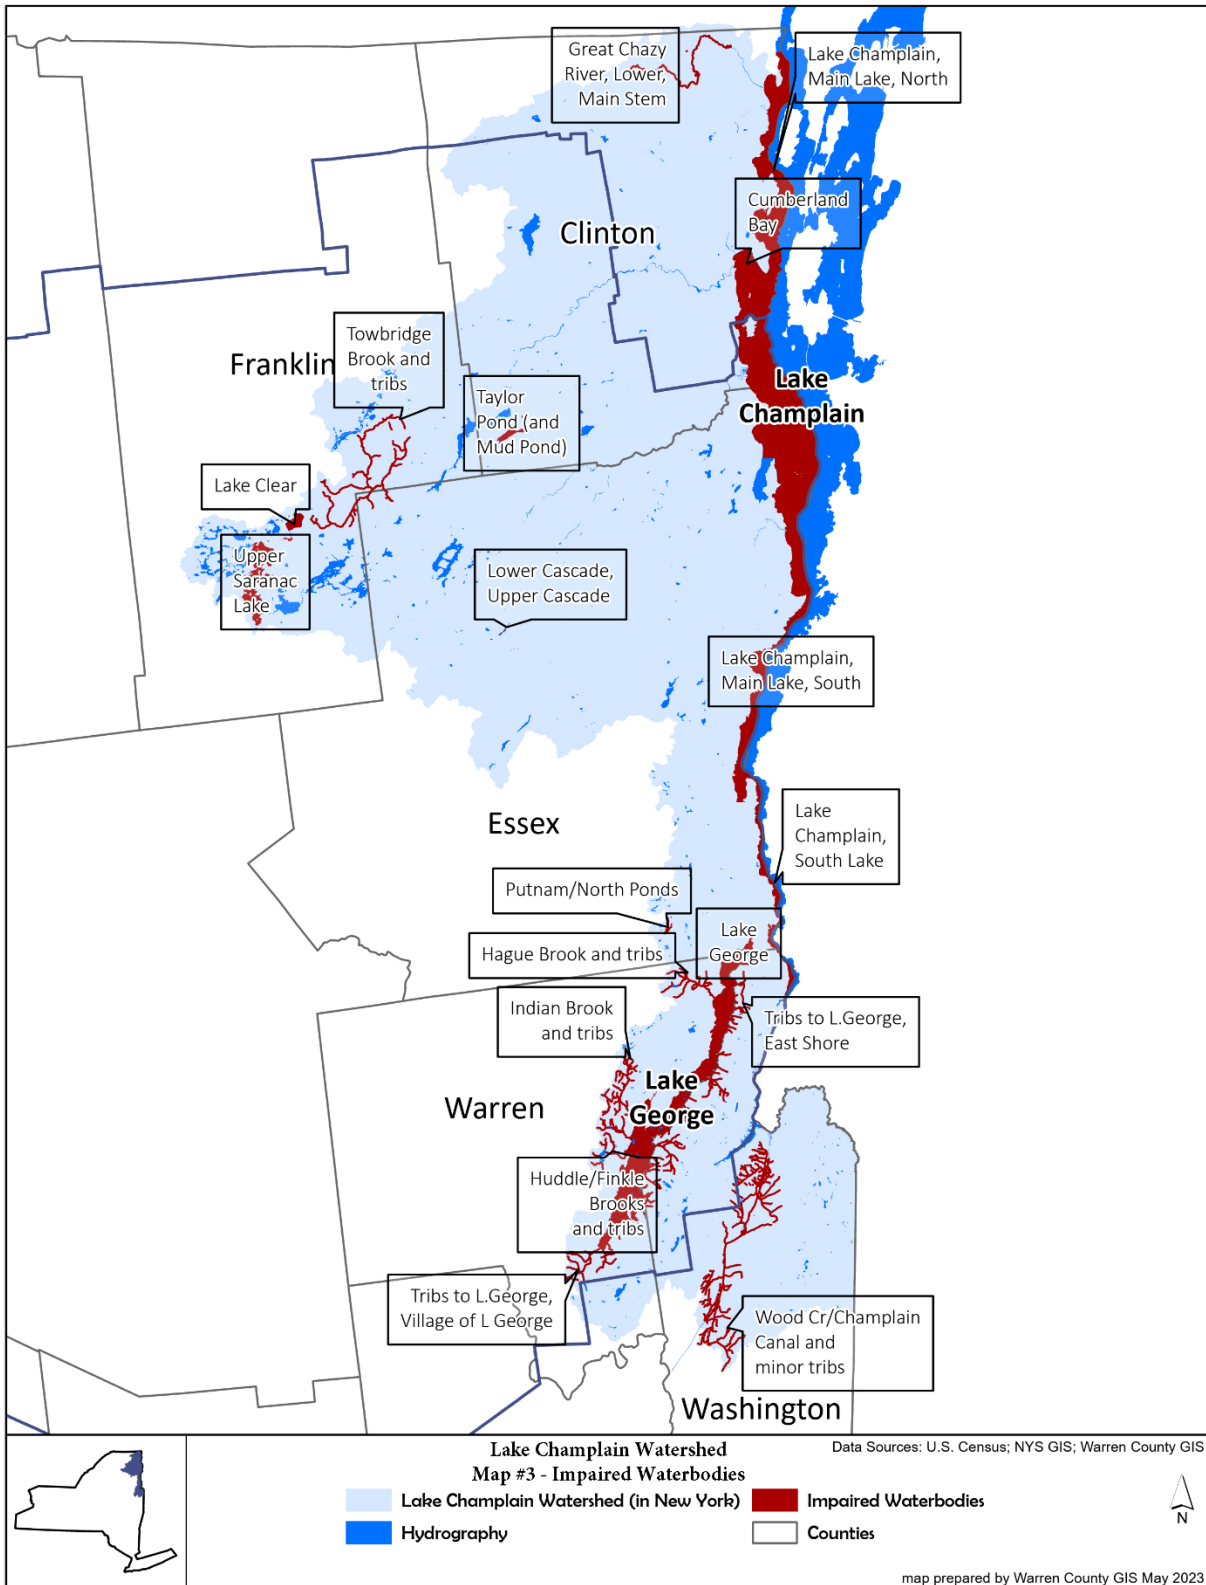 Great Chazy
River, Lower,
Main Stem
Lake Champlain,
Main Lake, North
Cumberland
Bay
Clinton
Towbridge
Brook and
tribs
Franklin
Taylor
Pond (and
Mud Pond)
Lake
Champlain
Lake Clear
Upper
Saranac
Lake
Lower Cascade,
Upper Cascade
Lake Champlain,
Main Lake, South
Essex
Lake
Champlain,
South Lake
Putnam/North Ponds
Lake
George
Hague Brook and tribs
Indian Brook
and tribs
Tribs to L.George,
East Shore
Lake
George
Warren
Huddle/Finkle
Brooks
and tribs
Tribs to L.George,
Village of L George
Wood Cr/Champlain
Canal and
minor tribs
Washington
Lake Champlain Watershed
Map #3 - Impaired Waterbodies
Data Sources: U.S. Census; NYS GIS; Warren County GIS
Lake Champlain Watershed (in New York)
Impaired Waterbodies
Hydrography
Counties
N
map prepared by Warren County GIS May 2023